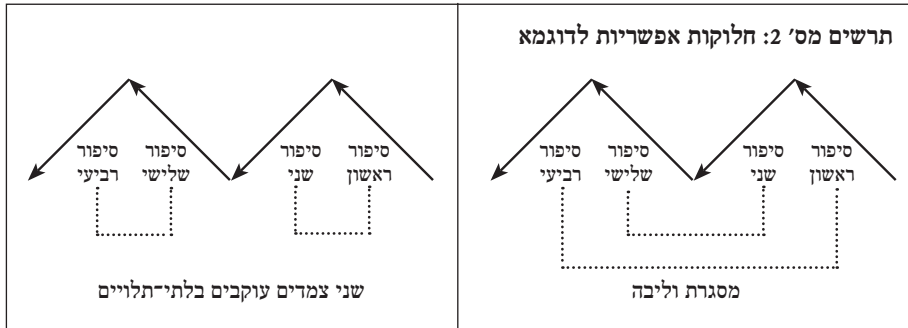 תרשים מס' 2: חלוקות אפשריות לדוגמא
סיפור ראשון
סיפור שני
סיפור שלישי
סיפור רביעי
מסגרת וליבה
סיפור ראשון
סיפור שני
סיפור שלישי
סיפור רביעי
שני צמדים עוקבים בלתי־תלויים